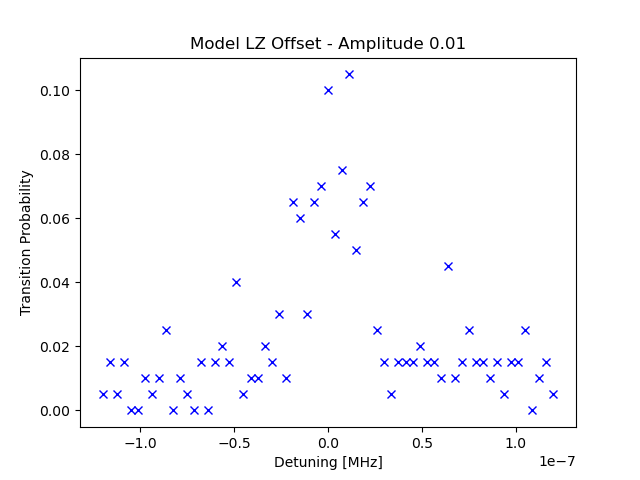 Model LZ Offset - Amplitude 0.01
0.10
0.08
0.06
0.04
0.02
0.00
Transition Probability
−1.0 −0.5 0.0 0.5 1.0
1e−7
Detuning [MHz]